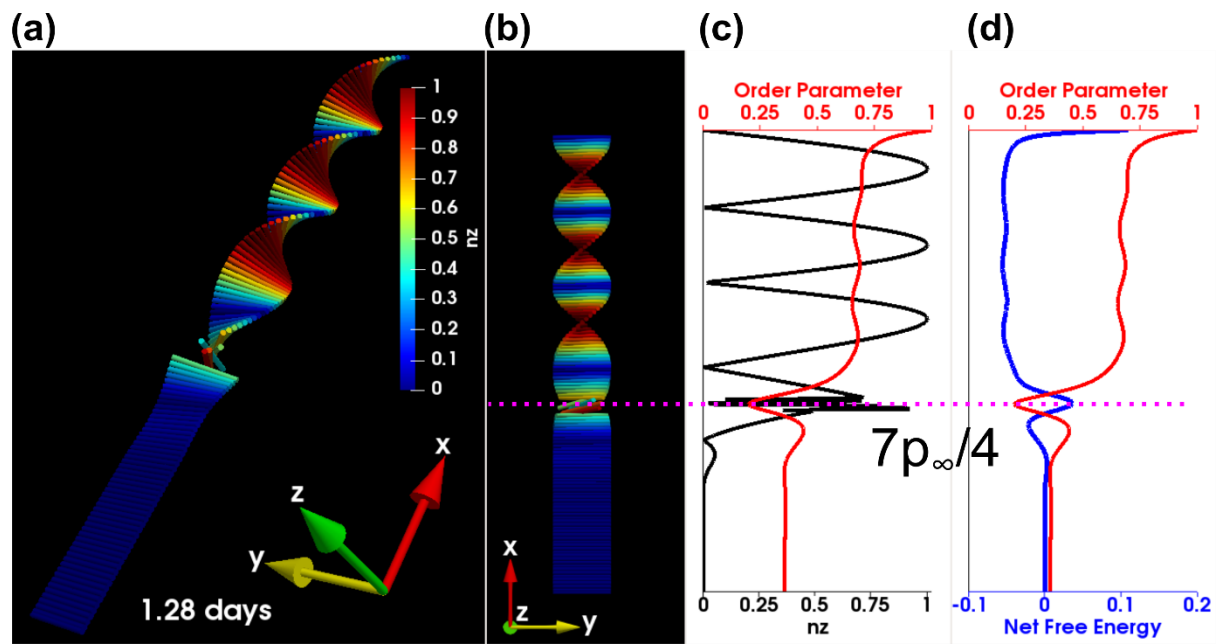 (a)
(b)
(c)
(d)
1
0.9
0.8
0.7
0.6
0.5
0.4
0.3
0.2
0.1
0
nz
x
z
y
1.28 days
x
z
y
Order Parameter
0 0.25 0.5 0.75 1
7p∞/4
0 0.25 0.5 0.75 1
nz
Order Parameter
0 0.25 0.5 0.75 1
-0.1 0 0.1 0.2
Net Free Energy